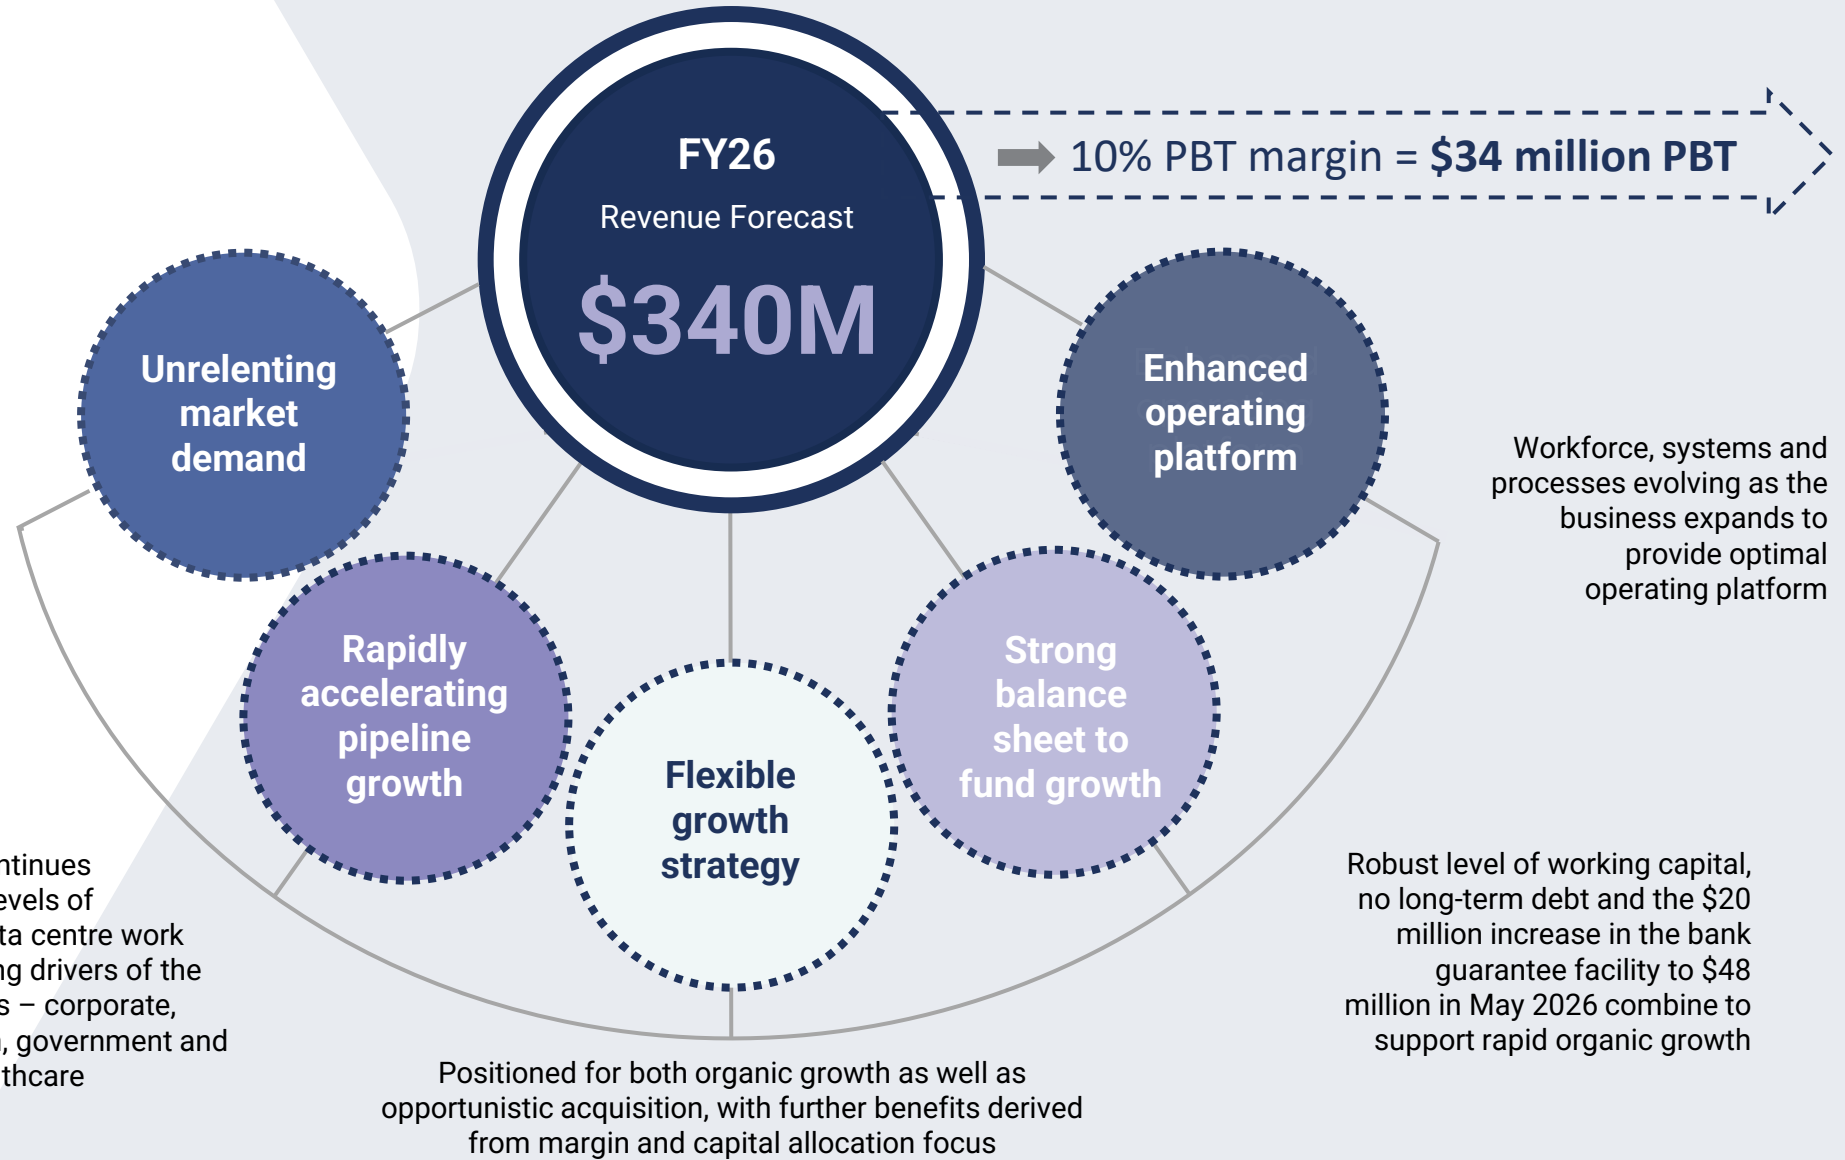 FY26
Revenue Forecast
$340M
10% PBT margin = $34 million PBT
Unrelenting
market
demand
Enhanced
operating
platform
Workforce, systems and
processes evolving as the
business expands to
provide optimal
operating platform
Rapidly
accelerating
pipeline
growth
Strong
balance
sheet to
fund growth
Flexible
growth
strategy
of
centre work
drivers of the
– corporate,
government and
Robust level of working capital,
no long-term debt and the $20
million increase in the bank
guarantee facility to $48
million in May 2026 combine to
support rapid organic growth
Positioned for both organic growth as well as
opportunistic acquisition, with further benefits derived
from margin and capital allocation focus